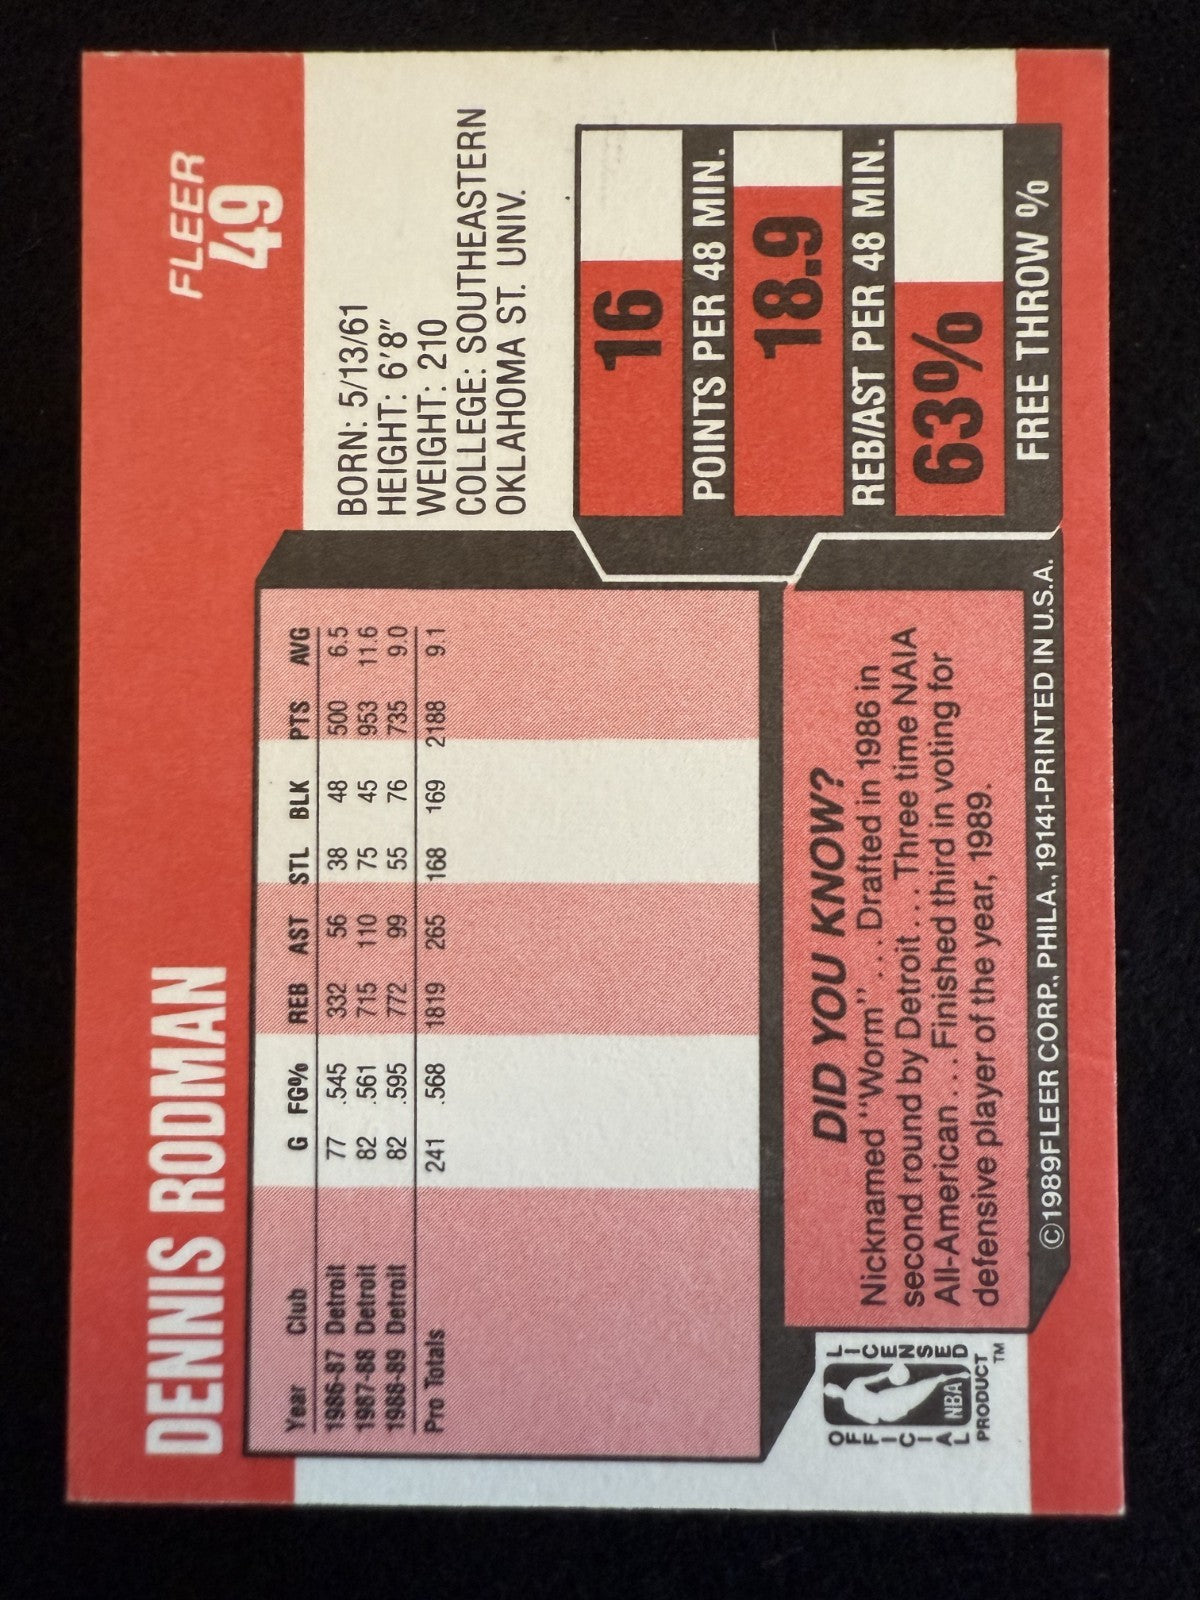 DENNIS RODMAN
FLEER
49
Year Club G FG% REB AST STL BLK PTS AVG
1986-87 Detroit 77 .545 332 56 38 48 500 6.5
1987-88 Detroit 82 .561 715 110 75 45 953 11.6
1988-89 Detroit 82 .595 772 99 55 76 735 9.0
Pro Totals 241 .568 1819 265 168 169 2188 9.1
BORN: 5/13/61
HEIGHT: 6'8"
WEIGHT: 210
COLLEGE: SOUTHEASTERN
OKLAHOMA ST. UNIV.
16
POINTS PER 48 MIN.
18.9
REB/AST PER 48 MIN.
63%
FREE THROW %
DID YOU KNOW?
Nicknamed "Worm" . . . Drafted in 1986 in
second round by Detroit . . . Three time NAIA
All-American . . . Finished third in voting for
defensive player of the year, 1989.
OFFICIAL LICENSED
NBA
PRODUCT™
©1989FLEER CORP., PHILA., 19141-PRINTED IN U.S.A.